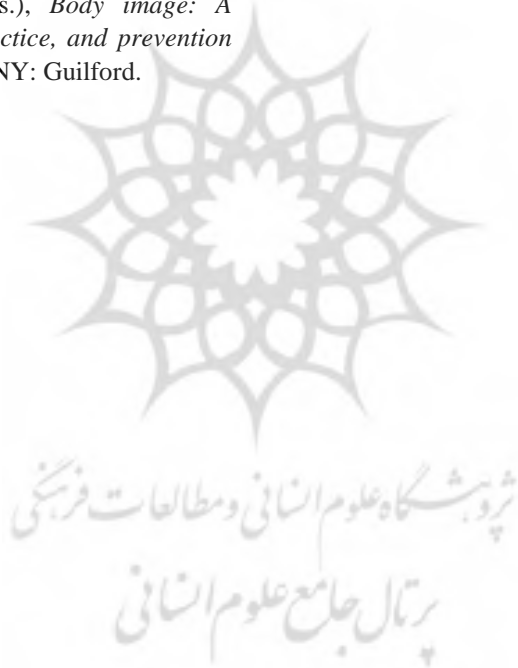 s.), Body image: A
ctice, and prevention
NY: Guilford.
پژوهشگاه علوم انسانی و مطالعات فرهنگی
پرتال جامع علوم انسانی